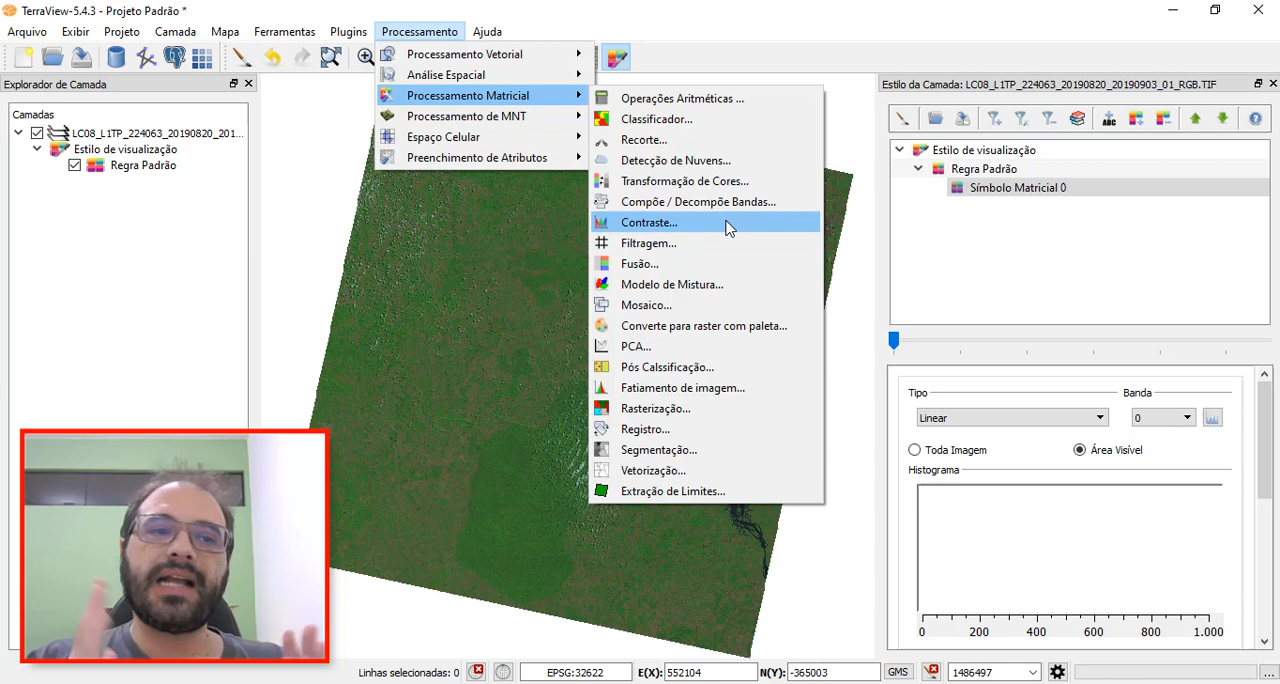 TerraView-5.4.3 - Projeto Padrão *
Arquivo Exibir Projeto Camada Mapa Ferramentas Plugins Processamento Ajuda
Explorador de Camada
Camadas
LC08_L1TP_224063_20190820_201...
Estilo de visualização
Regra Padrão
Processamento Vetorial
Análise Espacial
Processamento Matricial
Processamento de MNT
Espaço Celular
Preenchimento de Atributos
Operações Aritméticas ...
Classificador...
Recorte...
Detecção de Nuvens...
Transformação de Cores...
Compõe / Decompõe Bandas...
Contraste...
Filtragem...
Fusão...
Modelo de Mistura...
Mosaico...
Converte para raster com paleta...
PCA...
Pós Calssificação...
Fatiamento de imagem...
Rasterização...
Registro...
Segmentação...
Vetorização...
Extração de Limites...
Estilo da Camada: LC08_L1TP_224063_20190820_20190903_01_RGB.TIF
ABC
Estilo de visualização
Regra Padrão
Símbolo Matricial 0
Tipo Banda
Linear 0
Toda Imagem Área Visível
Histograma
0 200 400 600 800 1.000
Linhas selecionadas: 0 EPSG:32622 E(X): 552104 N(Y): -365003 GMS 1486497 ...